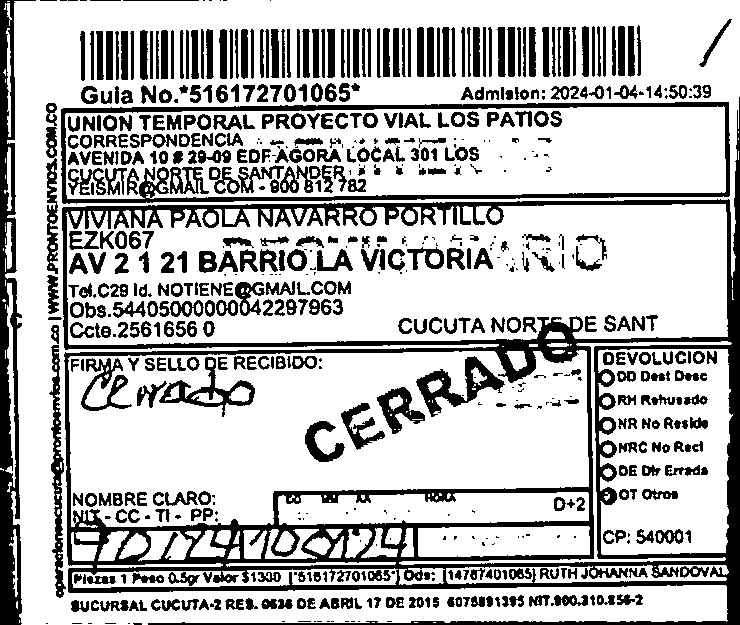 Guia No.*516172701065*
Admision: 2024-01-04-14:50:39
UNION TEMPORAL PROYECTO VIAL LOS PATIOS
CORRESPONDENCIA
AVENIDA 10 # 29-09 EDF AGORA LOCAL 301 LOS
CUCUTA NORTE DE SANTANDER
YEISMIR@GMAIL COM - 900 812 782
VIVIANA PAOLA NAVARRO PORTILLO
EZK067
AV 2 1 21 BARRIO LA VICTORIA
Tel.C29 Id. NOTIENE@GMAIL.COM
Obs.54405000000042297963
Ccte.2561656 0
CUCUTA NORTE DE SANT
FIRMA Y SELLO DE RECIBIDO:
Cerrado
CERRADO
DEVOLUCION
DD Dest Desc
RH Rehusado
NR No Reside
NRC No Recl
DE Dir Errada
OT Otros
NOMBRE CLARO:
NIT - CC - TI - PP:
DD MM AA HORA
D+2
CP: 540001
Piezas 1 Peso 0.5gr Valor $1300 [*516172701065*] Ods: [14767401065] RUTH JOHANNA SANDOVAL
SUCURSAL CUCUTA-2 RES. 0636 DE ABRIL 17 DE 2015 6075891395 NIT.900.310.856-2
operacionescucuta@prontoenvios.com.co | WWW.PRONTOENVIOS.COM.CO